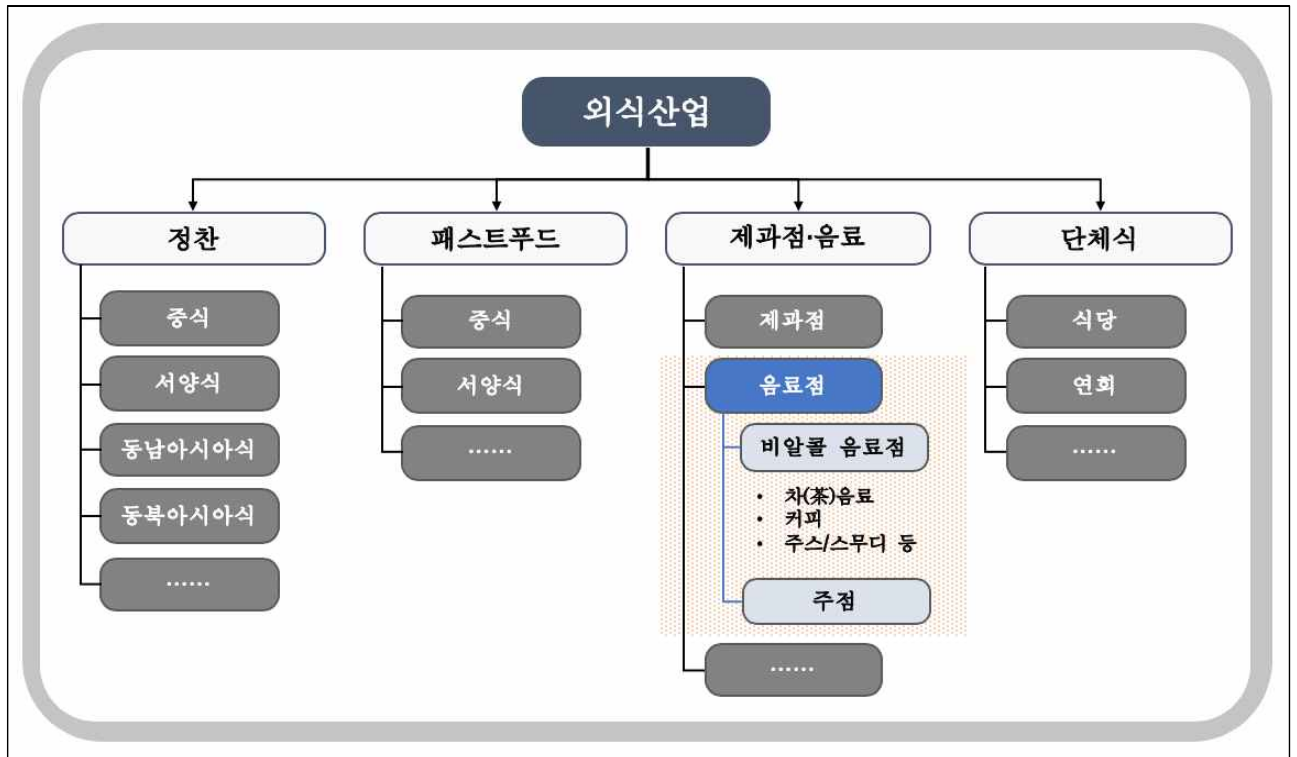 외식산업
정찬
중식
서양식
동남아시아식
동북아시아식
……
패스트푸드
중식
서양식
……
제과점·음료
제과점
음료점
비알콜 음료점
• 차(茶)음료
• 커피
• 주스/스무디 등
주점
……
단체식
식당
연회
……